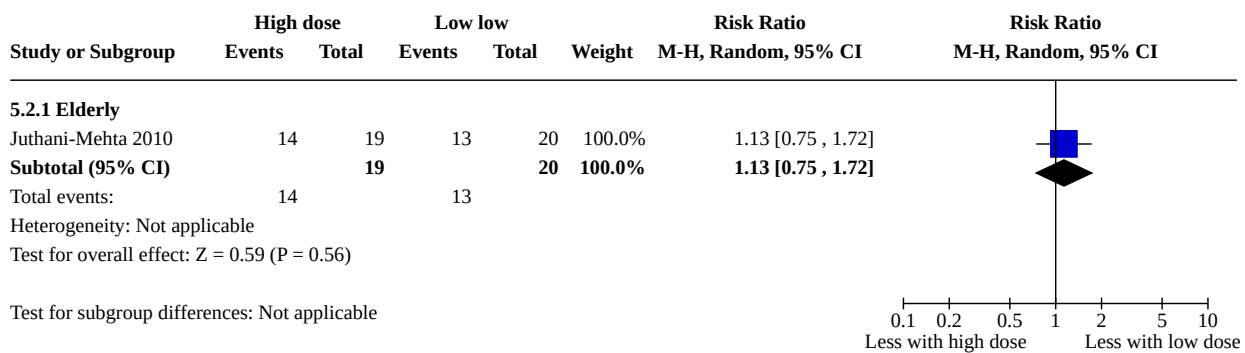 High dose Low low Risk Ratio Risk Ratio
Study or Subgroup Events Total Events Total Weight M-H, Random, 95% CI M-H, Random, 95% CI
5.2.1 Elderly
Juthani-Mehta 2010 14 19 13 20 100.0% 1.13 [0.75 , 1.72]
Subtotal (95% CI) 19 20 100.0% 1.13 [0.75 , 1.72]
Total events: 14 13
Heterogeneity: Not applicable
Test for overall effect: Z = 0.59 (P = 0.56)
Test for subgroup differences: Not applicable
0.1 0.2 0.5 1 2 5 10
Less with high dose Less with low dose